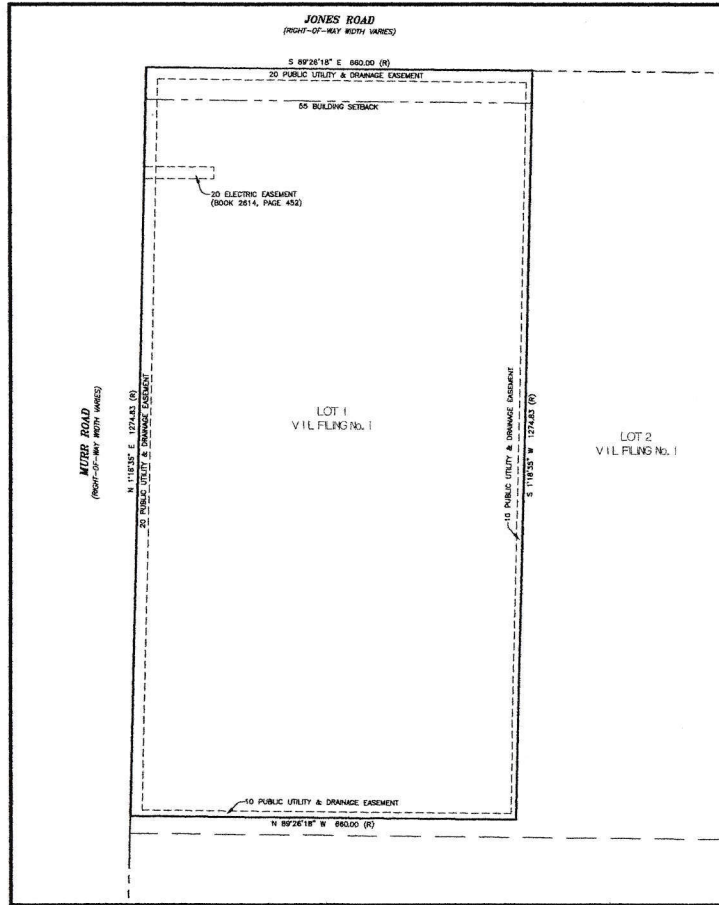 JONES ROAD
(RIGHT-OF-WAY WIDTH VARIES)
S 89°26'18" E 660.00 (R)
20 PUBLIC UTILITY & DRAINAGE EASEMENT
55 BUILDING SETBACK
20 ELECTRIC EASEMENT
(BOOK 2614, PAGE 452)
MURR ROAD
(RIGHT-OF-WAY WIDTH VARIES)
N 1°18'35" E 1274.83 (R)
20 PUBLIC UTILITY & DRAINAGE EASEMENT
LOT 1
V I L FILING No. 1
10 PUBLIC UTILITY & DRAINAGE EASEMENT
S 1°18'35" W 1274.83 (R)
LOT 2
V I L FILING No. 1
10 PUBLIC UTILITY & DRAINAGE EASEMENT
N 89°26'18" W 660.00 (R)